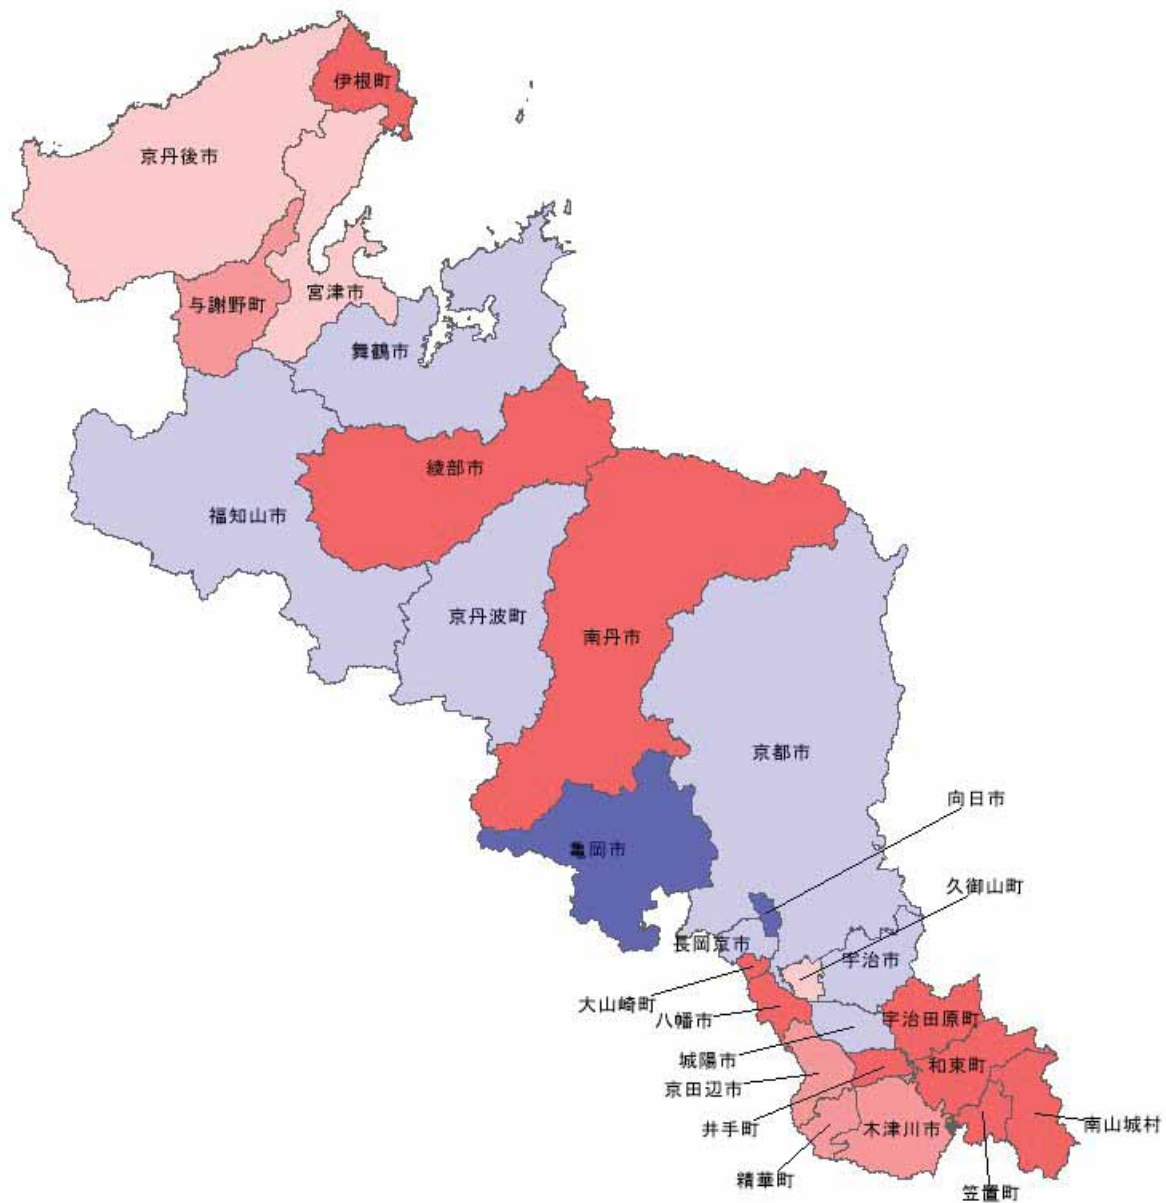 伊根町
京丹後市
宮津市
与謝野町
舞鶴市
綾部市
福知山市
京丹波町
南丹市
京都市
向日市
亀岡市
久御山町
長岡京市
宇治市
大山崎町
八幡市
宇治田原町
城陽市
和束町
京田辺市
井手町
木津川市
南山城村
精華町
笠置町